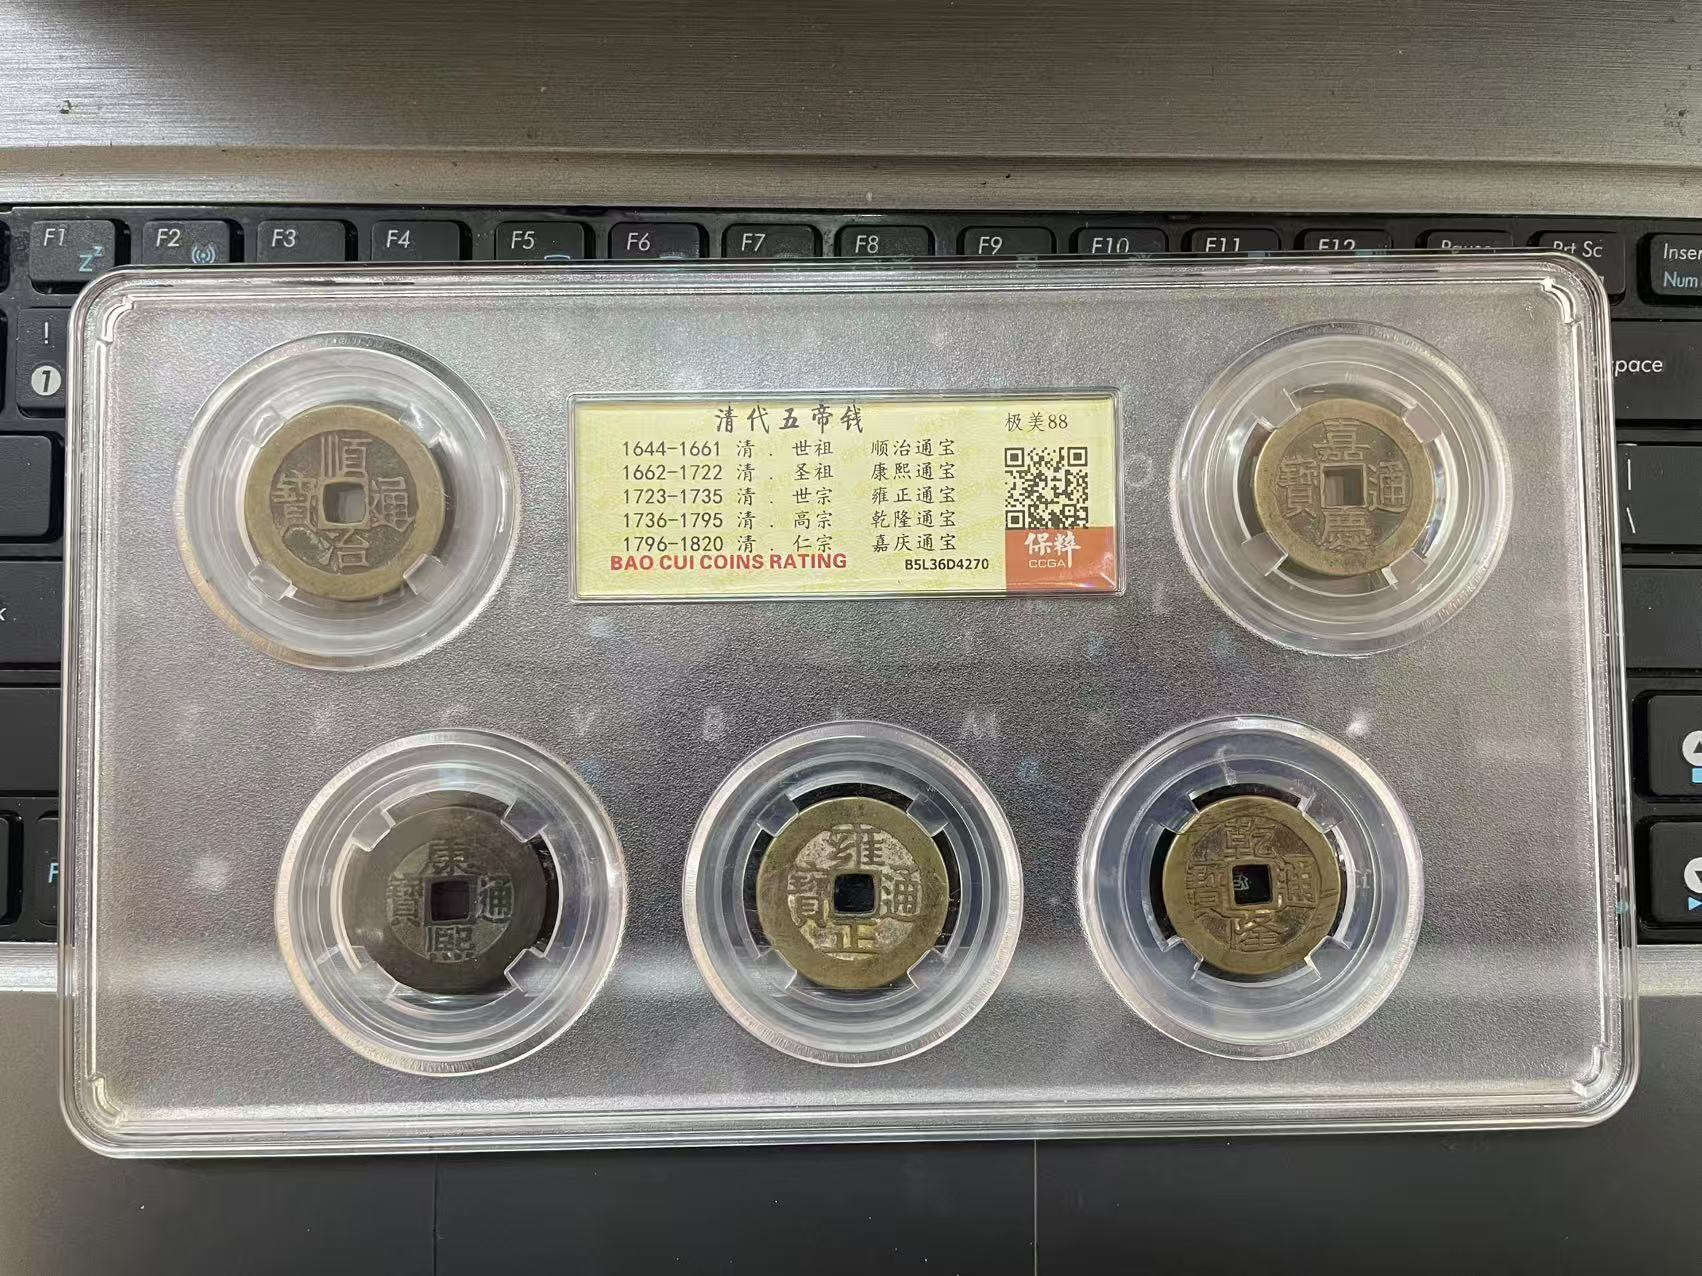 F1 F2 F3 F4 F5 F6 F7 F8 F9 F10 F11 F12 Prt Sc
Num
!
1
清代五帝钱
极美88
1644-1661 清 . 世祖 顺治通宝
1662-1722 清 . 圣祖 康熙通宝
1723-1735 清 . 世宗 雍正通宝
1736-1795 清 . 高宗 乾隆通宝
1796-1820 清 . 仁宗 嘉庆通宝
BAO CUI COINS RATING
B5L36D4270
保粹
CCGA
順治通寶
嘉慶通寶
康熙通寶
雍正通寶
乾隆通寶